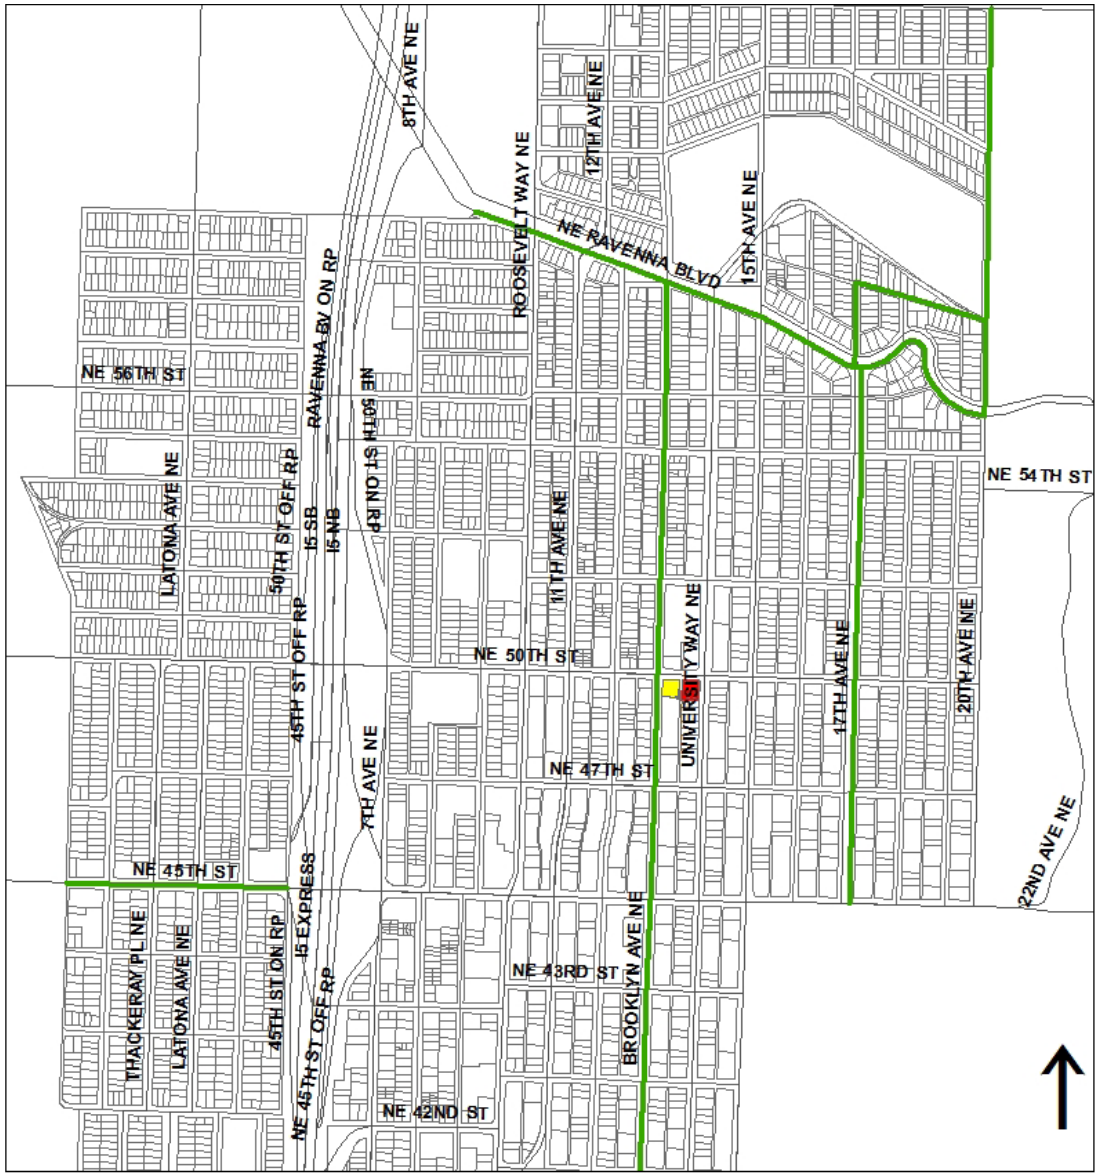 8TH AVE NE
12TH AVE NE
ROOSEVELT WAY NE
15TH AVE NE
NE RAVENNA BLVD
RAVENNA BV ON RP
NE 56TH ST
NE 50TH ST ON RP
LATONA AVE NE
50TH ST OFF RP
I5 SB
I5 NB
11TH AVE NE
NE 54TH ST
45TH ST OFF RP
UNIVERSITY WAY NE
17TH AVE NE
20TH AVE NE
NE 50TH ST
7TH AVE NE
NE 47TH ST
22ND AVE NE
NE 45TH ST
I5 EXPRESS
BROOKLYN AVE NE
THACKERAY PL NE
LATONA AVE NE
45TH ST ON RP
NE 45TH ST OFF RP
NE 43RD ST
NE 42ND ST